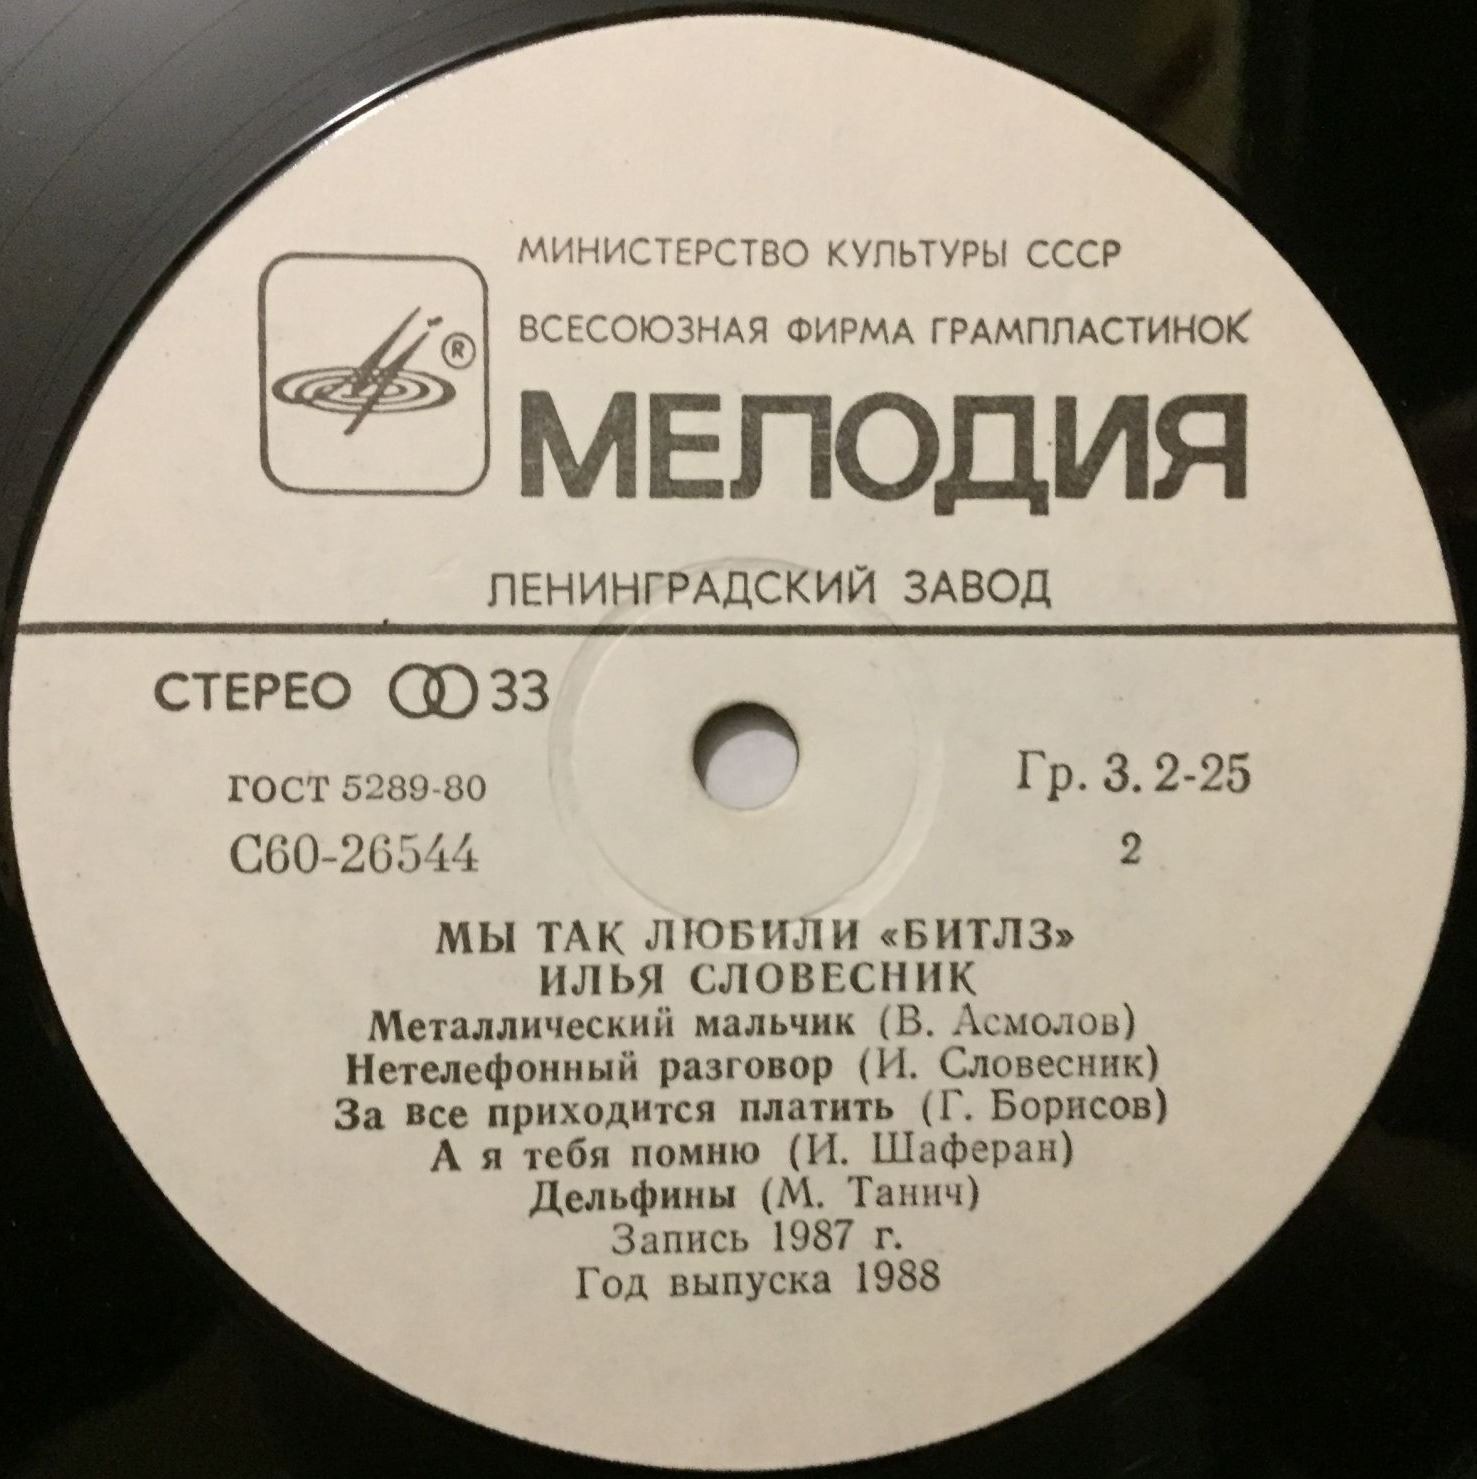 МИНИСТЕРСТВО КУЛЬТУРЫ СССР
ВСЕСОЮЗНАЯ ФИРМА ГРАМПЛАСТИНОК
®
МЕЛОДИЯ
ЛЕНИНГРАДСКИЙ ЗАВОД
СТЕРЕО 33
ГОСТ 5289-80
Гр. 3. 2-25
С60-26544
2
МЫ ТАК ЛЮБИЛИ «БИТЛЗ»
ИЛЬЯ СЛОВЕСНИК
Металлический мальчик (В. Асмолов)
Нетелефонный разговор (И. Словесник)
За все приходится платить (Г. Борисов)
А я тебя помню (И. Шаферан)
Дельфины (М. Танич)
Запись 1987 г.
Год выпуска 1988